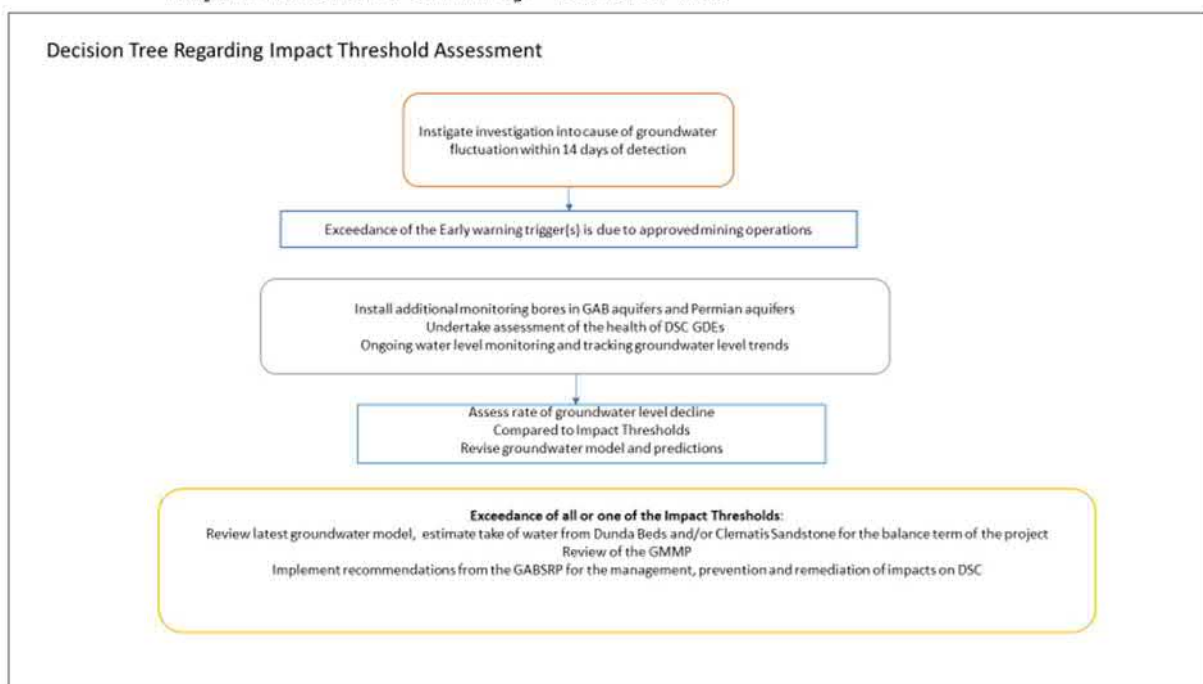 Decision Tree Regarding Impact Threshold Assessment
Instigate investigation into cause of groundwater
fluctuation within 14 days of detection
Exceedance of the Early warning trigger(s) is due to approved mining operations
Install additional monitoring bores in GAB aquifers and Permian aquifers
Undertake assessment of the health of DSC GDEs
Ongoing water level monitoring and tracking groundwater level trends
Assess rate of groundwater level decline
Compared to Impact Thresholds
Revise groundwater model and predictions
Exceedance of all or one of the Impact Thresholds:
Review latest groundwater model, estimate take of water from Dunda Beds and/or Clematis Sandstone for the balance term of the project
Review of the GMMP
Implement recommendations from the GABSRP for the management, prevention and remediation of impacts on DSC